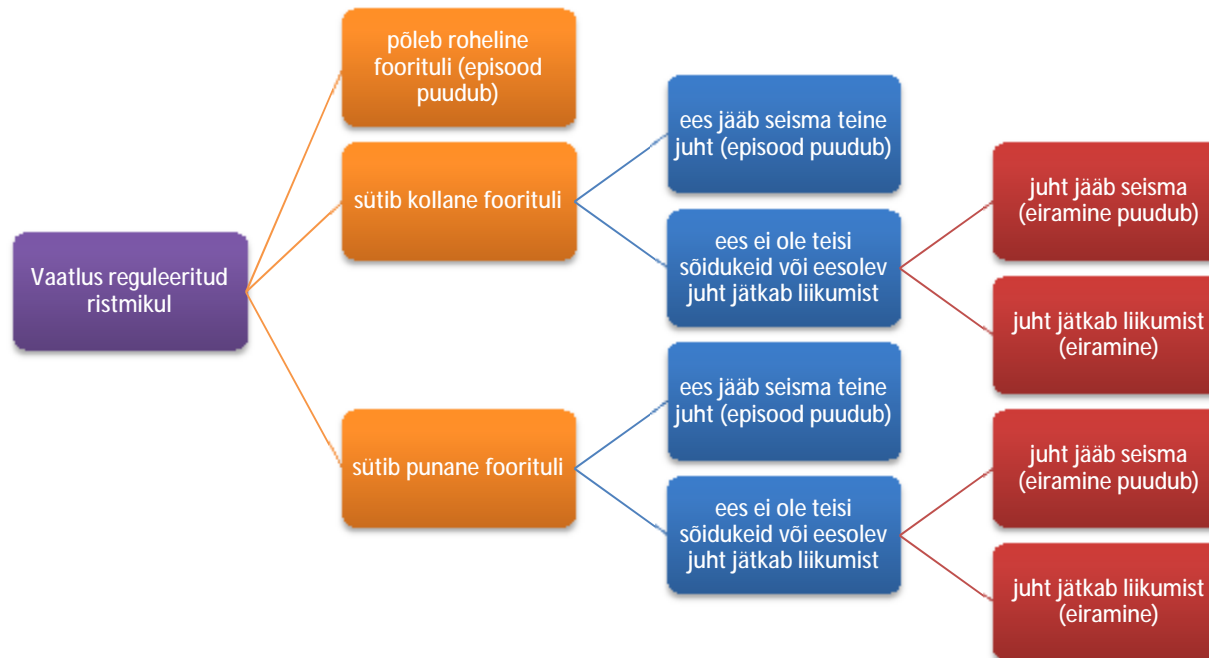 Vaatlus reguleeritud
ristmikul
põleb roheline
foorituli (episood
puudub)
sütib kollane foorituli
ees jääb seisma teine
juht (episood puudub)
ees ei ole teisi
sõidukeid või eesolev
juht jätkab liikumist
juht jääb seisma
(eiramine puudub)
juht jätkab liikumist
(eiramine)
sütib punane foorituli
ees jääb seisma teine
juht (episood puudub)
ees ei ole teisi
sõidukeid või eesolev
juht jätkab liikumist
juht jääb seisma
(eiramine puudub)
juht jätkab liikumist
(eiramine)